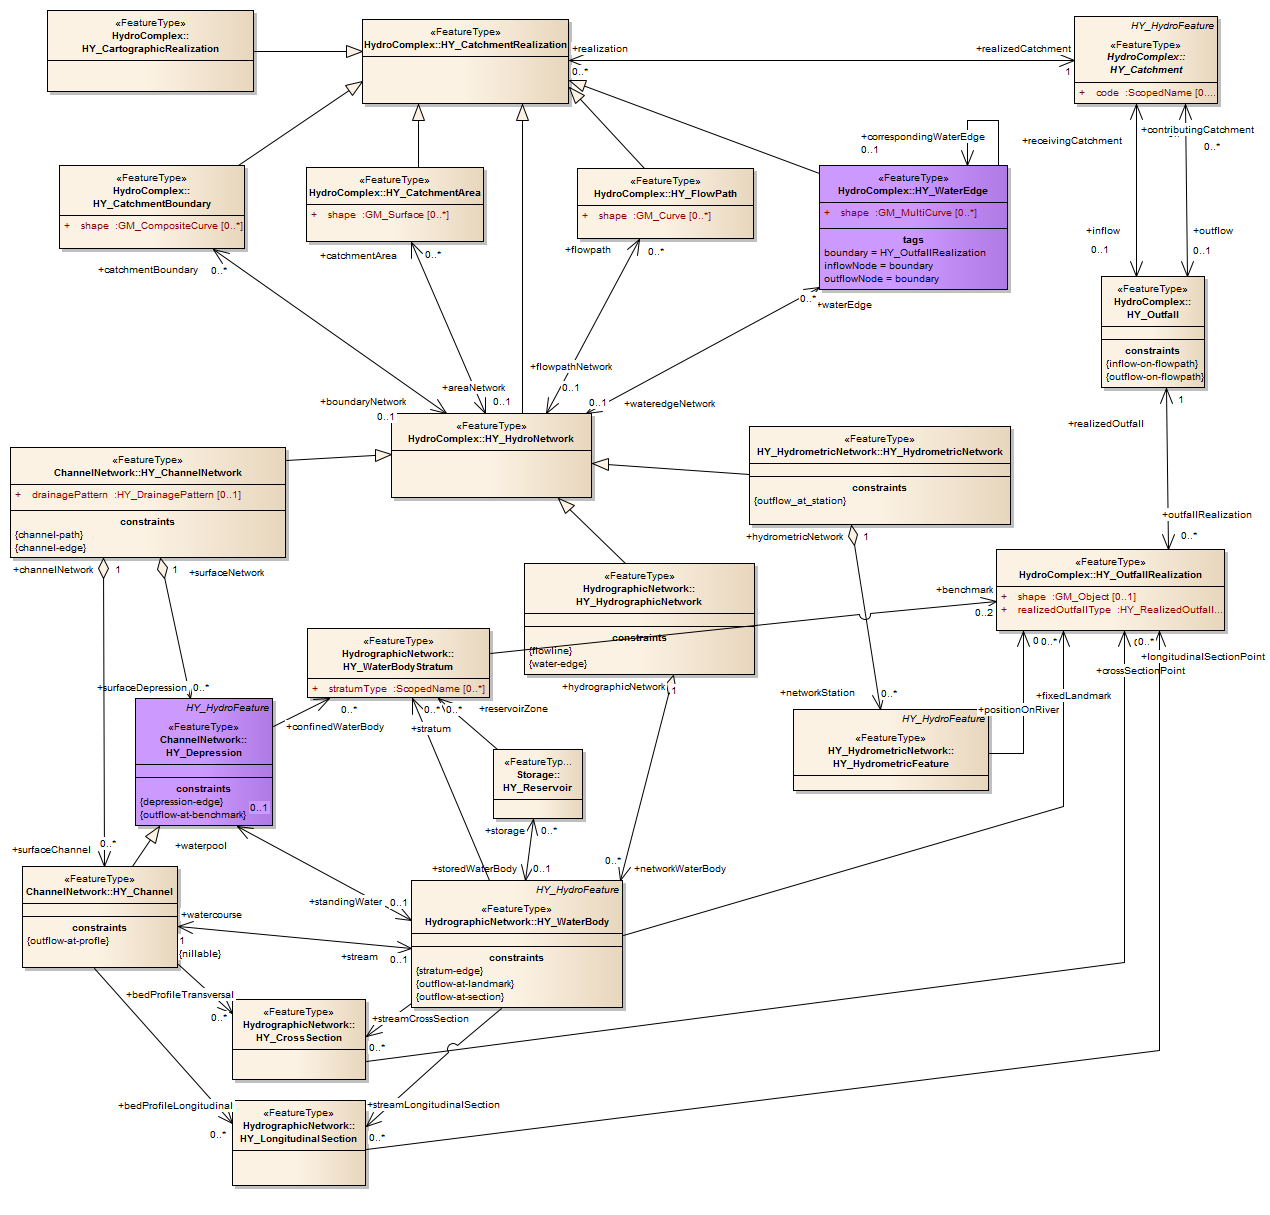 «FeatureType»
HydroComplex::
HY_CartographicRealization
«FeatureType»
HydroComplex::HY_CatchmentRealization
+realization
0..*
+realizedCatchment
1
HY_HydroFeature
«FeatureType»
HydroComplex::
HY_Catchment
+ code :ScopedName [0....
+correspondingWaterEdge
0..1
+receivingCatchment
+contributingCatchment
0..*
«FeatureType»
HydroComplex::
HY_CatchmentBoundary
+ shape :GM_CompositeCurve [0..*]
«FeatureType»
HydroComplex::HY_CatchmentArea
+ shape :GM_Surface [0..*]
«FeatureType»
HydroComplex::HY_FlowPath
+ shape :GM_Curve [0..*]
«FeatureType»
HydroComplex::HY_WaterEdge
+ shape :GM_MultiCurve [0..*]
tags
boundary = HY_OutfallRealization
inflowNode = boundary
outflowNode = boundary
+inflow
0..1
+outflow
0..1
+catchmentBoundary
0..*
+catchmentArea
0..*
+flowpath
0..*
0..*
+waterEdge
«FeatureType»
HydroComplex::
HY_Outfall
constraints
{inflow-on-flowpath}
{outflow-on-flowpath}
+boundaryNetwork
0..1
+areaNetwork
0..1
+flowpathNetwork
0..1
0..1
+wateredgeNetwork
1
+realizedOutfall
«FeatureType»
HydroComplex::HY_HydroNetwork
«FeatureType»
ChannelNetwork::HY_ChannelNetwork
+ drainagePattern :HY_DrainagePattern [0..1]
constraints
{channel-path}
{channel-edge}
«FeatureType»
HY_HydrometricNetwork::HY_HydrometricNetwork
constraints
{outflow_at_station}
+outfallRealization
0..*
+hydrometricNetwork
1
+channelNetwork
1
1
+surfaceNetwork
«FeatureType»
HydrographicNetwork::
HY_HydrographicNetwork
constraints
{flowline}
{water-edge}
«FeatureType»
HydroComplex::HY_OutfallRealization
+ shape :GM_Object [0..1]
+ realizedOutfallType :HY_RealizedOutfall...
+benchmark
0..2
«FeatureType»
HydrographicNetwork::
HY_WaterBodyStratum
+ stratumType :ScopedName [0..*]
0
0..*
(0..*
+longitudinalSectionPoint
+crossSectionPoint
+surfaceDepression
0..*
+hydrographicNetwork
1
+networkStation
0..*
+fixedLandmark
+positionOnRiver
HY_HydroFeature
«FeatureType»
ChannelNetwork::
HY_Depression
constraints
{depression-edge}
{outflow-at-benchmark}
0..1
0..*
+confinedWaterBody
0..*
0..*
+stratum
+reservoirZone
HY_HydroFeature
«FeatureType»
HY_HydrometricNetwork::
HY_HydrometricFeature
«FeatureTyp...
Storage::
HY_Reservoir
+storage
0..*
+surfaceChannel
0..*
+waterpool
+storedWaterBody
0..1
0..*
+networkWaterBody
«FeatureType»
ChannelNetwork::HY_Channel
constraints
{outflow-at-profile}
+standingWater
0..1
+watercourse
1
{nillable}
+stream
0..1
HY_HydroFeature
«FeatureType»
HydrographicNetwork::HY_WaterBody
constraints
{stratum-edge}
{outflow-at-landmark}
{outflow-at-section}
+bedProfileTransversal
0..*
«FeatureType»
HydrographicNetwork::
HY_CrossSection
+streamCrossSection
0..*
+bedProfileLongitudinal
0..*
«FeatureType»
HydrographicNetwork::
HY_LongitudinalSection
+streamLongitudinalSection
0..*